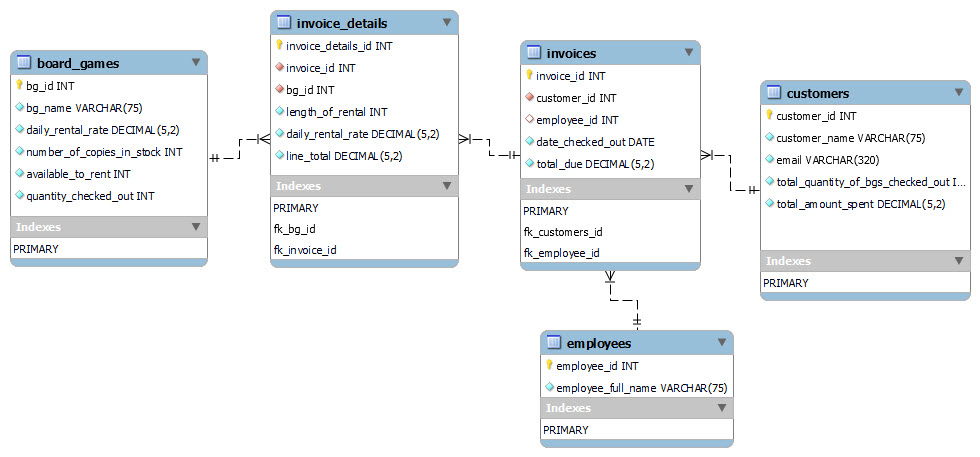 board_games
bg_id INT
bg_name VARCHAR(75)
daily_rental_rate DECIMAL(5,2)
number_of_copies_in_stock INT
available_to_rent INT
quantity_checked_out INT
Indexes
PRIMARY
invoice_details
invoice_details_id INT
invoice_id INT
bg_id INT
length_of_rental INT
daily_rental_rate DECIMAL(5,2)
line_total DECIMAL(5,2)
Indexes
PRIMARY
fk_bg_id
fk_invoice_id
invoices
invoice_id INT
customer_id INT
employee_id INT
date_checked_out DATE
total_due DECIMAL(5,2)
Indexes
PRIMARY
fk_customers_id
fk_employee_id
customers
customer_id INT
customer_name VARCHAR(75)
email VARCHAR(320)
total_quantity_of_bgs_checked_out I...
total_amount_spent DECIMAL(5,2)
Indexes
PRIMARY
employees
employee_id INT
employee_full_name VARCHAR(75)
Indexes
PRIMARY